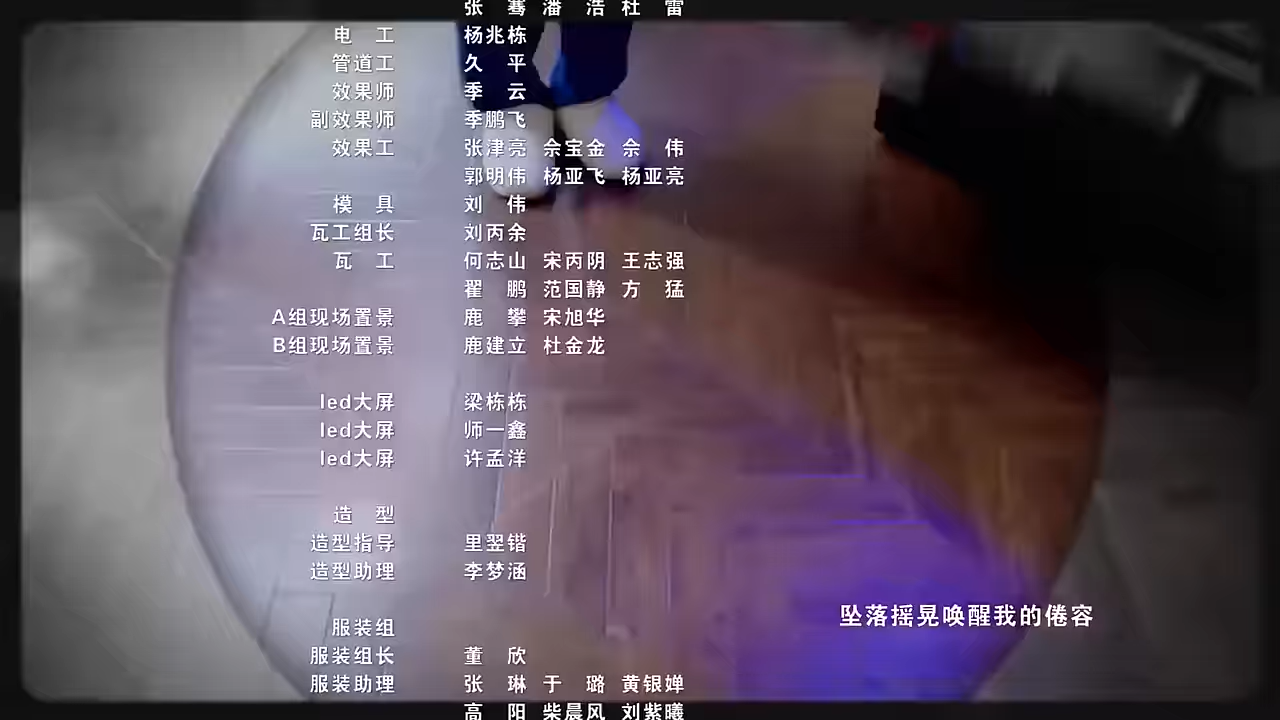 张　骞 潘　浩 杜　雷
电　工 杨兆栋
管道工 久　平
效果师 季　云
副效果师 季鹏飞
效果工 张津亮 佘宝金 佘　伟
郭明伟 杨亚飞 杨亚亮
模　具 刘　伟
瓦工组长 刘丙余
瓦　工 何志山 宋丙阴 王志强
翟　鹏 范国静 方　猛
A组现场置景 鹿　攀 宋旭华
B组现场置景 鹿建立 杜金龙
led大屏 梁栋栋
led大屏 师一鑫
led大屏 许孟洋
造　型
造型指导 里翌锴
造型助理 李梦涵
坠落摇晃唤醒我的倦容
服装组
服装组长 董　欣
服装助理 张　琳 于　璐 黄银婵
高　阳 柴晨风 刘紫曦